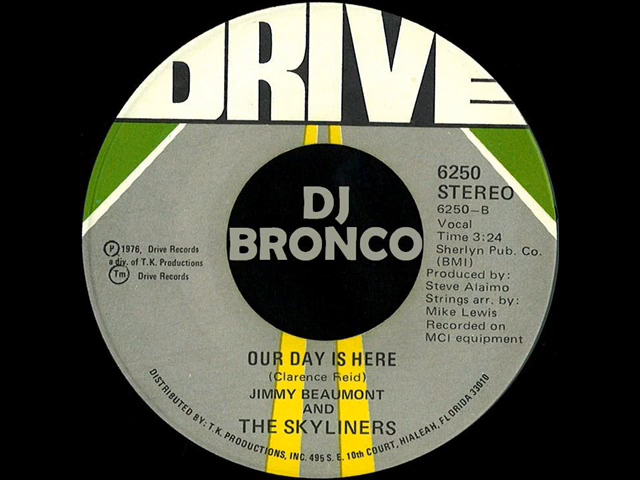 DRIVE
DJ
BRONCO
6250
STEREO
6250-B
Vocal
Time 3:24
Sherlyn Pub. Co.
(BMI)
Produced by:
Steve Alaimo
Strings arr. by:
Mike Lewis
Recorded on
MCI equipment
P 1976, Drive Records
a div. of T.K. Productions
Tm Drive Records
OUR DAY IS HERE
(Clarence Reid)
JIMMY BEAUMONT
AND
THE SKYLINERS
DISTRIBUTED BY: T.K. PRODUCTIONS, INC. 495 S. E. 10th COURT, HIALEAH, FLORIDA 33010